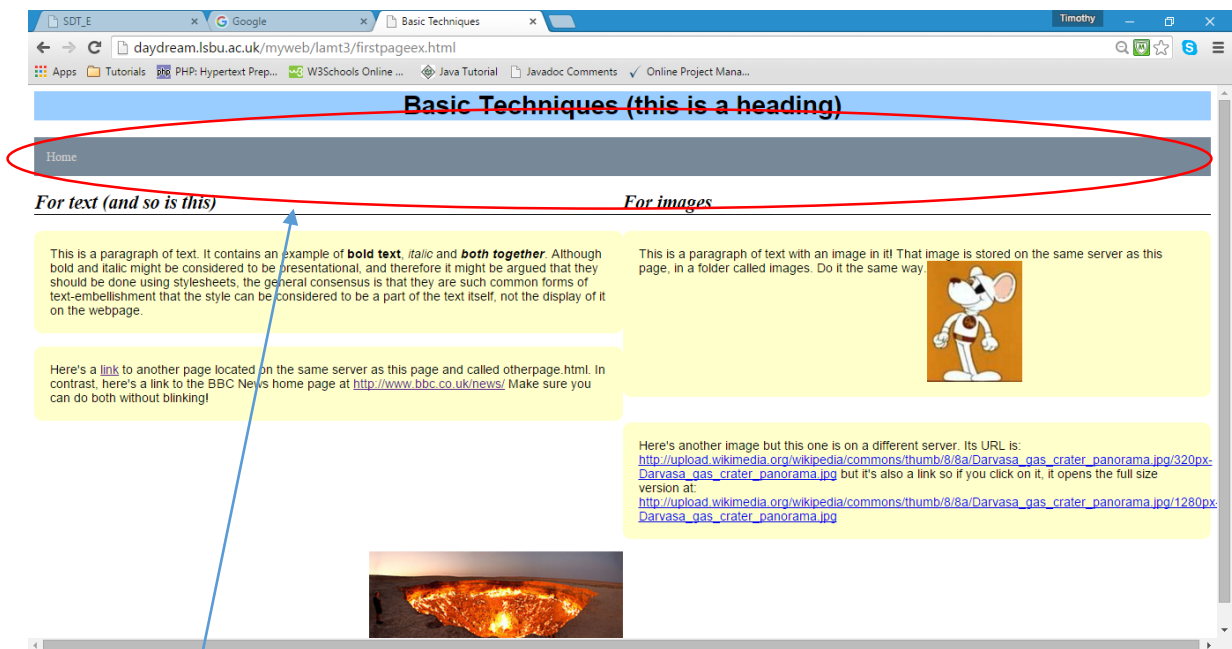 SDT_E
Google
Basic Techniques
Timothy
daydream.lsbu.ac.uk/myweb/lamt3/firstpageex.html
Apps
Tutorials
PHP: Hypertext Prep...
W3Schools Online ...
Java Tutorial
Javadoc Comments
Online Project Mana...
Basic Techniques (this is a heading)
Home
For text (and so is this)
This is a paragraph of text. It contains an example of bold text, italic and both together. Although
bold and italic might be considered to be presentational, and therefore it might be argued that they
should be done using stylesheets, the general consensus is that they are such common forms of
text-embellishment that the style can be considered to be a part of the text itself, not the display of it
on the webpage.
Here's a link to another page located on the same server as this page and called otherpage.html. In
contrast, here's a link to the BBC News home page at http://www.bbc.co.uk/news/ Make sure you
can do both without blinking!
For images
This is a paragraph of text with an image in it! That image is stored on the same server as this
page, in a folder called images. Do it the same way.
Here's another image but this one is on a different server. Its URL is:
http://upload.wikimedia.org/wikipedia/commons/thumb/8/8a/Darvasa_gas_crater_panorama.jpg/320px-
Darvasa_gas_crater_panorama.jpg but it's also a link so if you click on it, it opens the full size
version at:
http://upload.wikimedia.org/wikipedia/commons/thumb/8/8a/Darvasa_gas_crater_panorama.jpg/1280px-
Darvasa_gas_crater_panorama.jpg